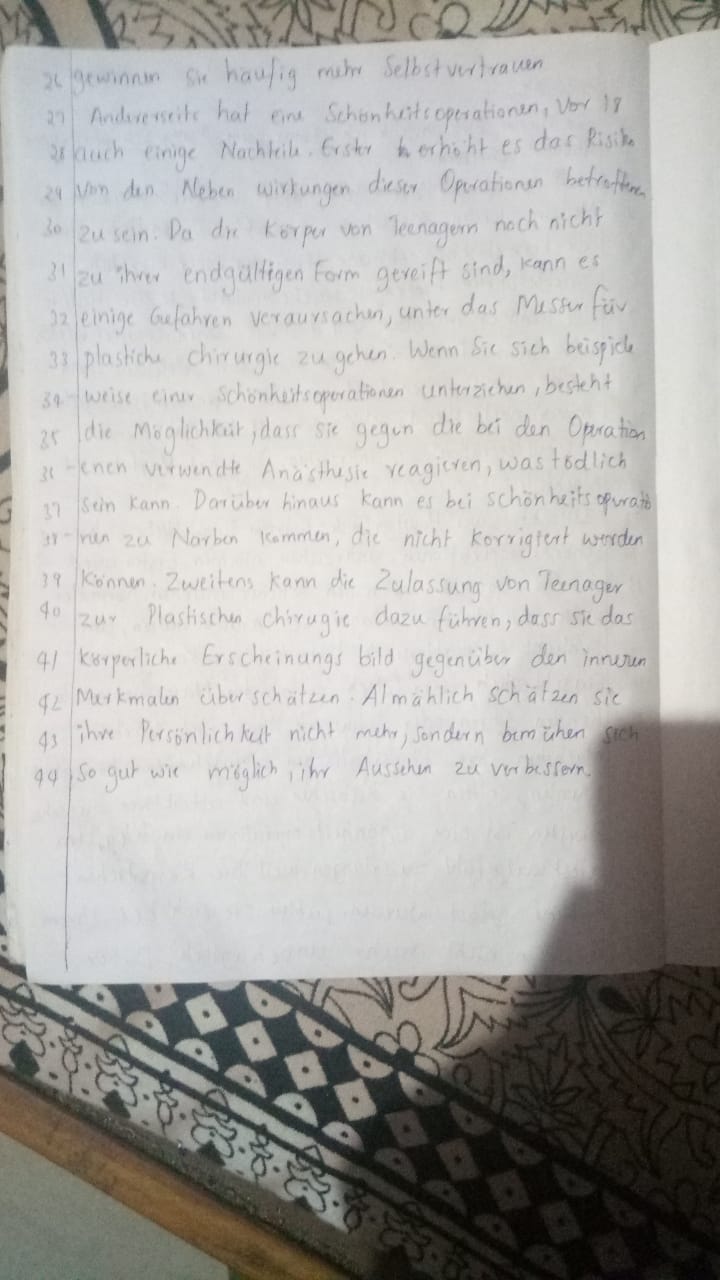 26 gewinnen Sie häufig mehr Selbstvertrauen
27 Andererseits hat eine Schönheitsoperationen, Vor 18
28 auch einige Nachteile. Erster erhöht es das Risiko
29 Von den Neben wirkungen dieser Operationen betroffenen
30 zu sein. Da die Körper von Teenagern noch nicht
31 zu ihrer endgültigen Form gereift sind, kann es
32 einige Gefahren veraursachen, unter das Messer für
33 plastiche chirurgie zu gehen. Wenn Sie sich beispiele
34 - weise einer Schönheitsoperationen unterziehen, besteht
35 die Möglichkeit, dass sie gegen die bei den Operation
36 - enen verwendte Anästhesie reagieren, was tödlich
37 sein kann. Darüber hinaus kann es bei schönheitsoperatio
38 - nen zu Narben kommen, die nicht korrigiert werden
39 Können. Zweitens kann die Zulassung von Teenager
40 zur Plastischen chirugie dazu führen, dass sie das
41 körperliche Erscheinungs bild gegenüber den inneren
42 Merkmalen überschätzen. Almählich schätzen sie
43 ihre Persönlichkeit nicht mehr, sondern bemühen sich
44 So gut wie möglich, ihr Aussehen zu verbessern.